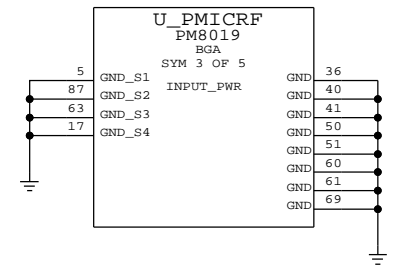 U_PMICRF
PM8019
BGA
SYM 3 OF 5
INPUT_PWR
5 GND_S1
87 GND_S2
63 GND_S3
17 GND_S4
GND 36
GND 40
GND 41
GND 50
GND 51
GND 60
GND 61
GND 69